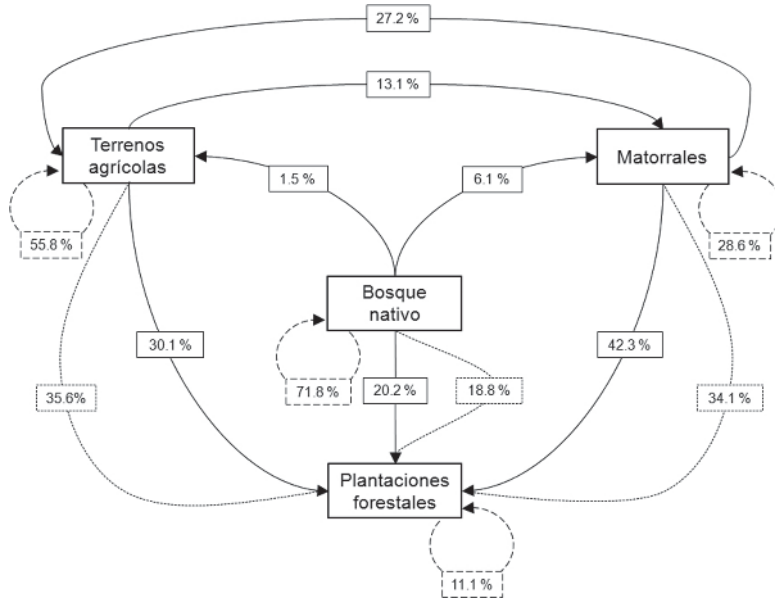 27.2 %
13.1 %
Terrenos
agrícolas
Matorrales
1.5 %
6.1 %
55.8 %
28.6 %
Bosque
nativo
30.1 %
42.3 %
71.8 %
20.2 %
18.8 %
35.6%
34.1 %
Plantaciones
forestales
11.1 %